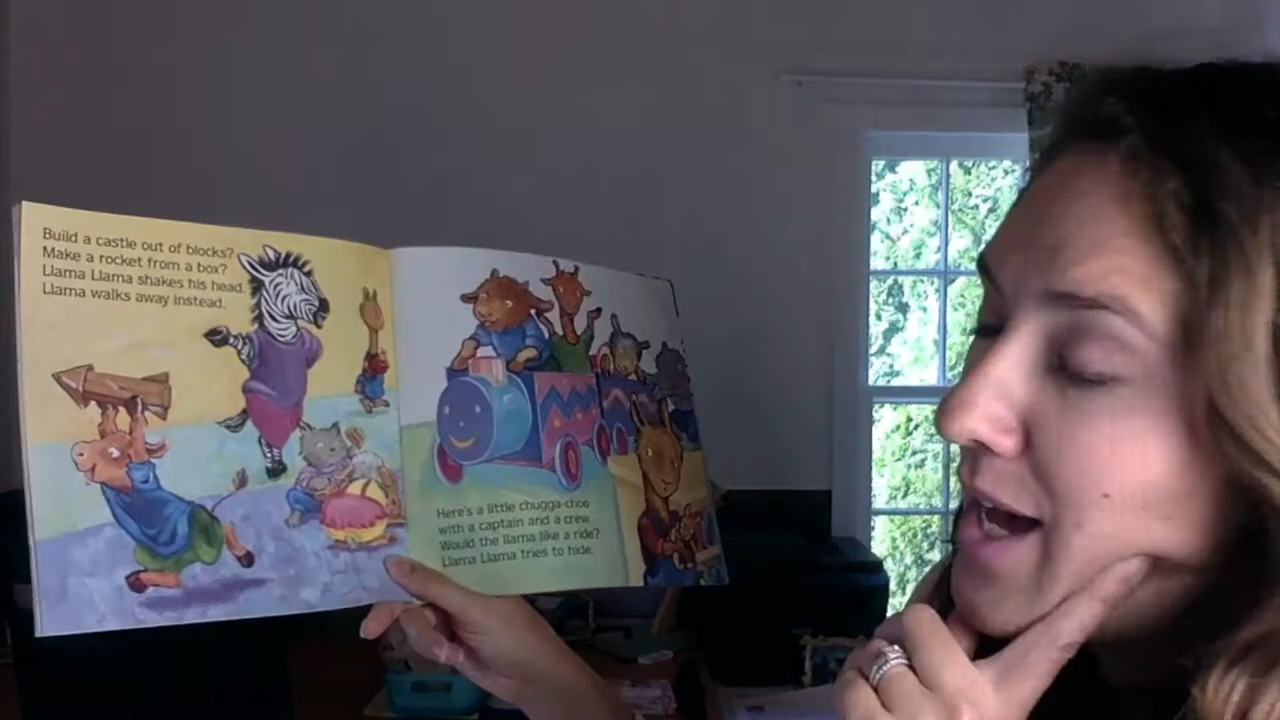 Build a castle out of blocks?
Make a rocket from a box?
Llama Llama shakes his head.
Llama walks away instead.
Here's a little chugga-choo
with a captain and a crew.
Would the llama like a ride?
Llama Llama tries to hide.